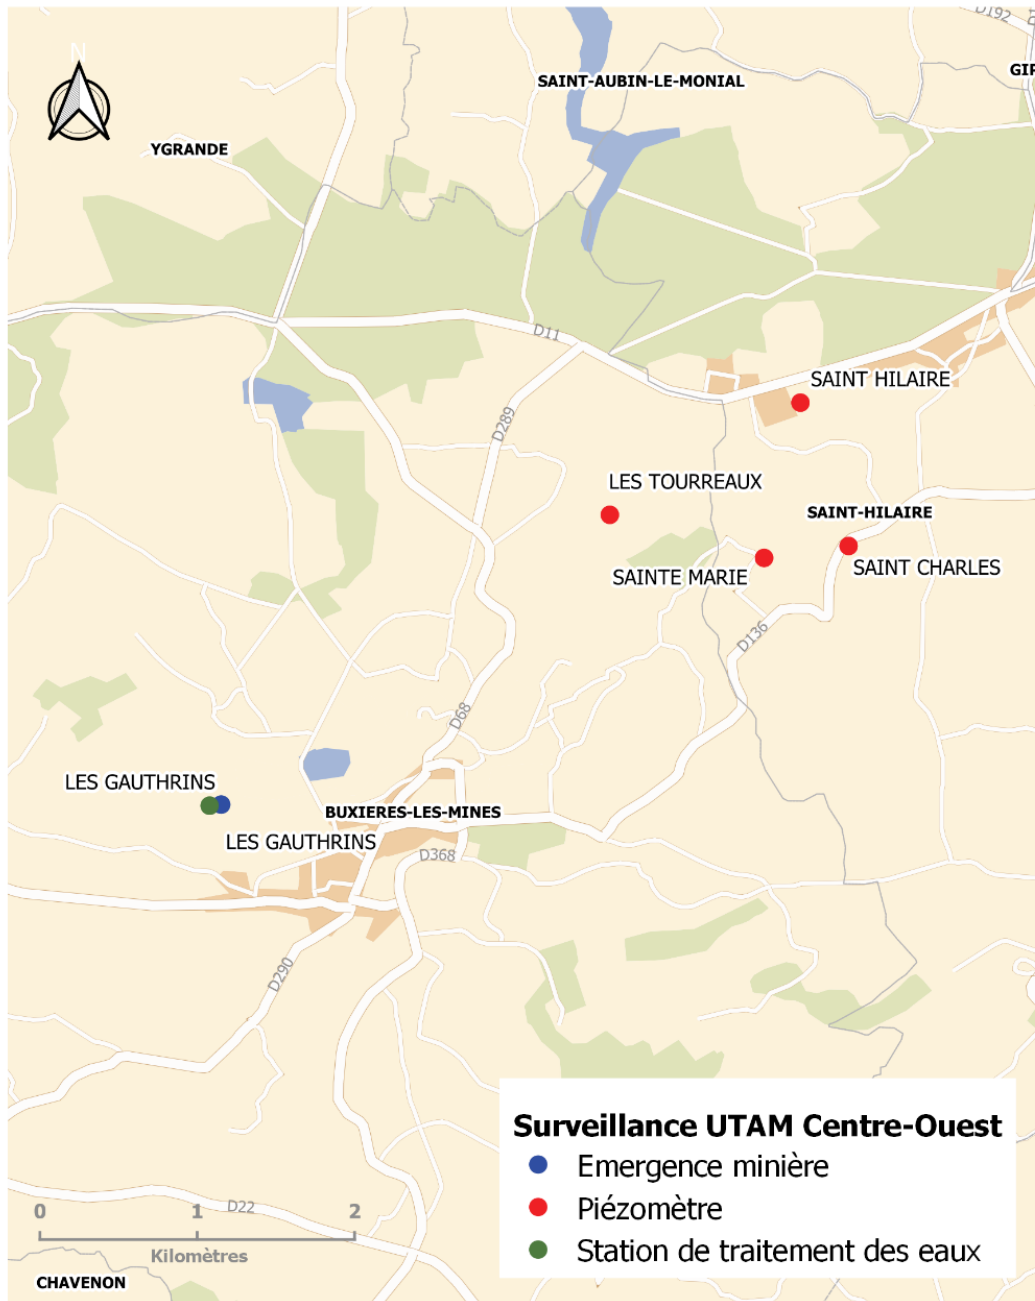 D192
N
SAINT-AUBIN-LE-MONIAL
GIP
YGRANDE
D11
SAINT HILAIRE
D289
LES TOURREAUX
SAINT-HILAIRE
SAINTE MARIE
SAINT CHARLES
D136
D68
LES GAUTHRINS
BUXIERES-LES-MINES
LES GAUTHRINS
D368
D290
Surveillance UTAM Centre-Ouest
Emergence minière
Piézomètre
Station de traitement des eaux
D22
0 1 2
Kilomètres
CHAVENON